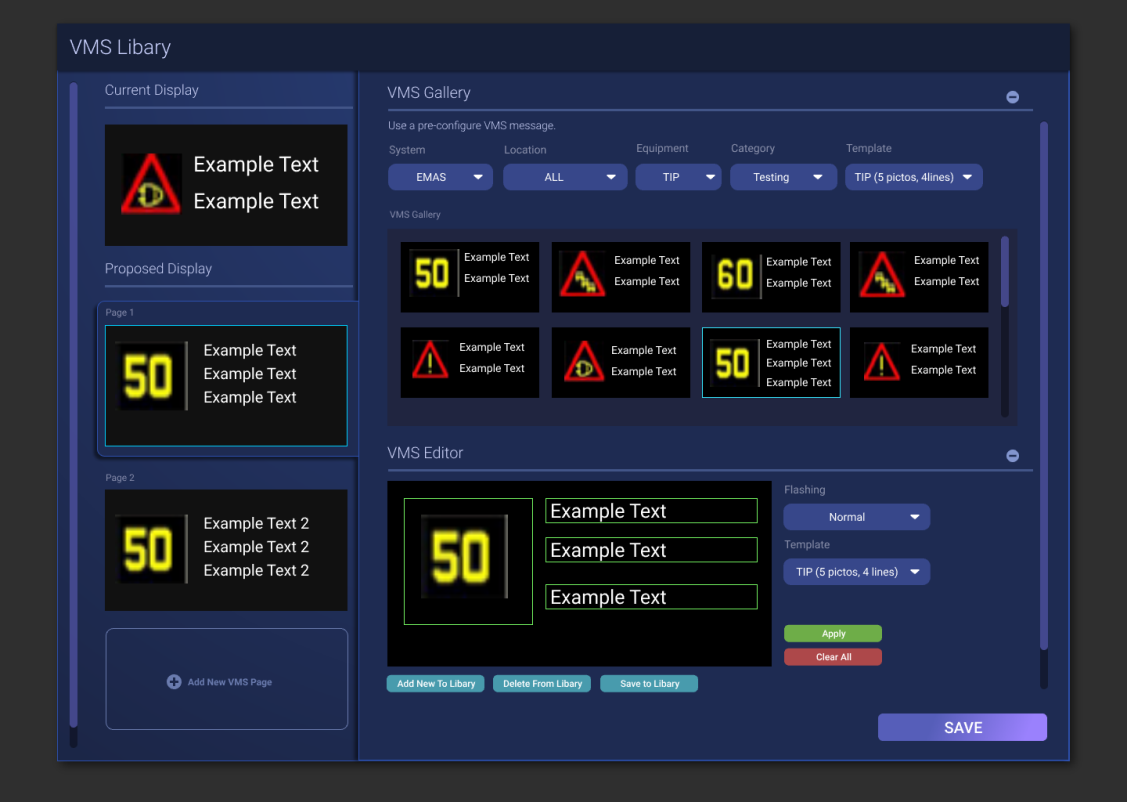 VMS Libary
Current Display
Example Text
Example Text
Proposed Display
Page 1
50
Example Text
Example Text
Example Text
Page 2
50
Example Text 2
Example Text 2
Example Text 2
Add New VMS Page
VMS Gallery
Use a pre-configure VMS message.
System Location Equipment Category Template
EMAS ALL TIP Testing TIP (5 pictos, 4lines)
VMS Gallery
50
Example Text
Example Text
Example Text
Example Text
60
Example Text
Example Text
Example Text
Example Text
!
Example Text
Example Text
Example Text
Example Text
50
Example Text
Example Text
Example Text
!
Example Text
Example Text
VMS Editor
50
Example Text
Example Text
Example Text
Flashing
Normal
Template
TIP (5 pictos, 4 lines)
Apply
Clear All
Add New To Libary Delete From Libary Save to Libary
SAVE